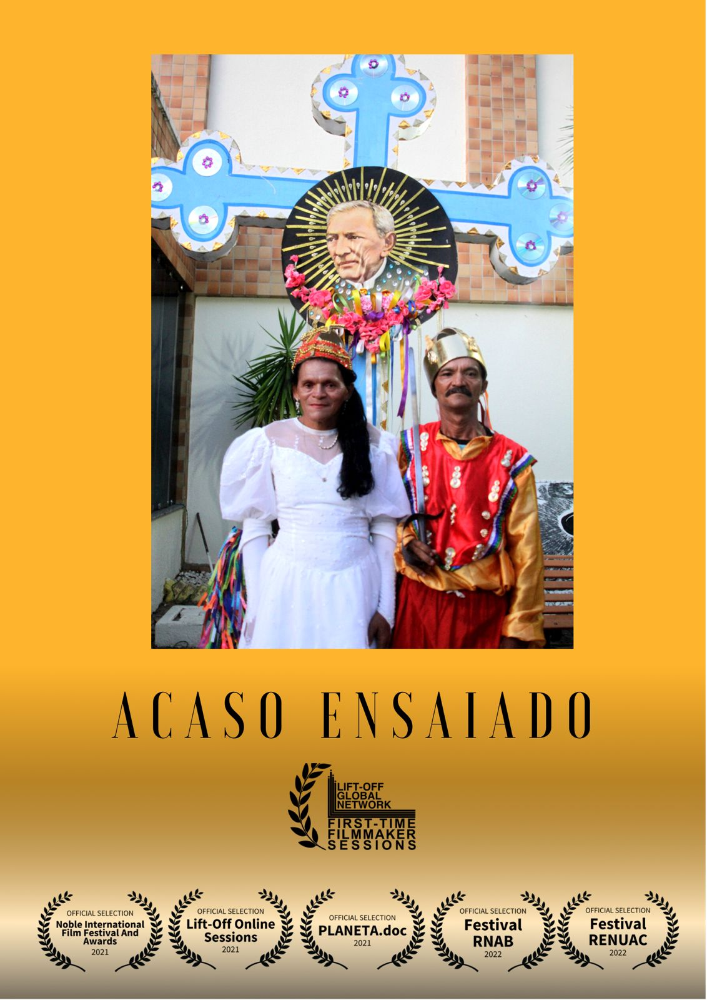 ACASO ENSAIADO
LIFT-OFF
GLOBAL
NETWORK
FIRST-TIME
FILMMAKER
SESSIONS
OFFICIAL SELECTION
Noble International
Film Festival And
Awards
2021
OFFICIAL SELECTION
Lift-Off Online
Sessions
2021
OFFICIAL SELECTION
PLANETA.doc
2021
OFFICIAL SELECTION
Festival
RNAB
2022
OFFICIAL SELECTION
Festival
RENUAC
2022